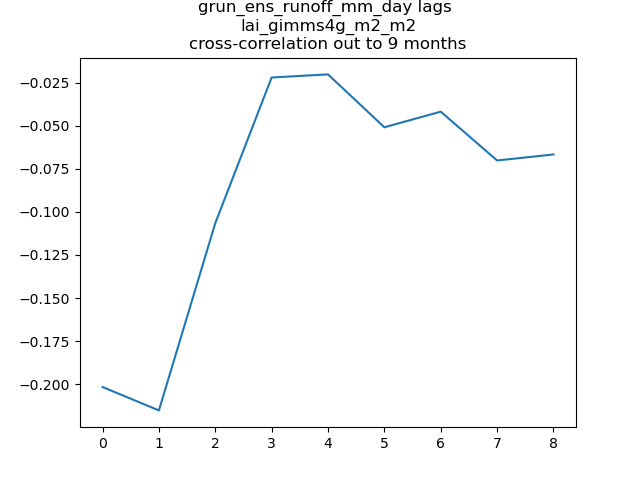 grun_ens_runoff_mm_day lags
lai_gimms4g_m2_m2
cross-correlation out to 9 months
−0.025
−0.050
−0.075
−0.100
−0.125
−0.150
−0.175
−0.200
0 1 2 3 4 5 6 7 8